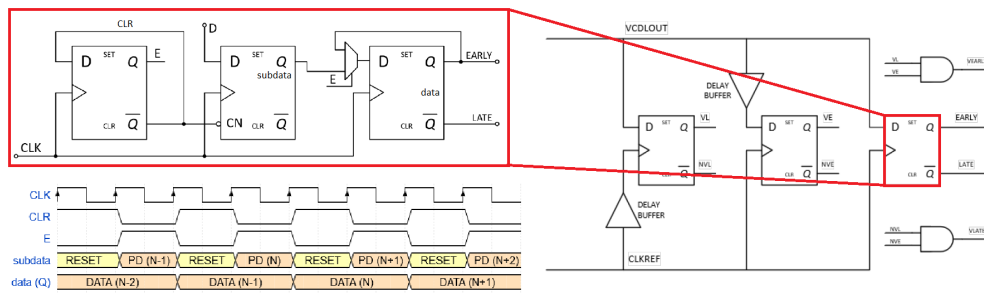 CLR
D
D SET Q E
CLR Q
D SET Q
subdata
CN
CLR Q
E
D SET Q EARLY
data
CLR Q LATE
CLK
CLK
CLR
E
subdata RESET PD (N-1) RESET PD (N) RESET PD (N+1) RESET PD (N+2)
data (Q) DATA (N-2) DATA (N-1) DATA (N) DATA (N+1)
VCDLOUT
DELAY
BUFFER
D SET Q VL
CLR Q NVL
DELAY
BUFFER
D SET Q VE
CLR Q NVE
D SET Q EARLY
CLR Q LATE
VL
VE
VEARLY
NVL
NVE
VLATE
CLKREF